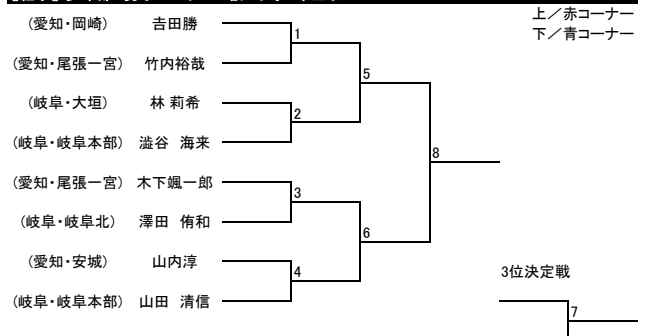 上／赤コーナー
下／青コーナー
(愛知・岡崎) 𠮷田勝
1
(愛知・尾張一宮) 竹内裕哉
5
(岐阜・大垣) 林 莉希
2
(岐阜・岐阜本部) 澁谷 海来
8
(愛知・尾張一宮) 木下颯一郎
3
(岐阜・岐阜北) 澤田 侑和
6
(愛知・安城) 山内淳
3位決定戦
4
(岐阜・岐阜本部) 山田 清信
7